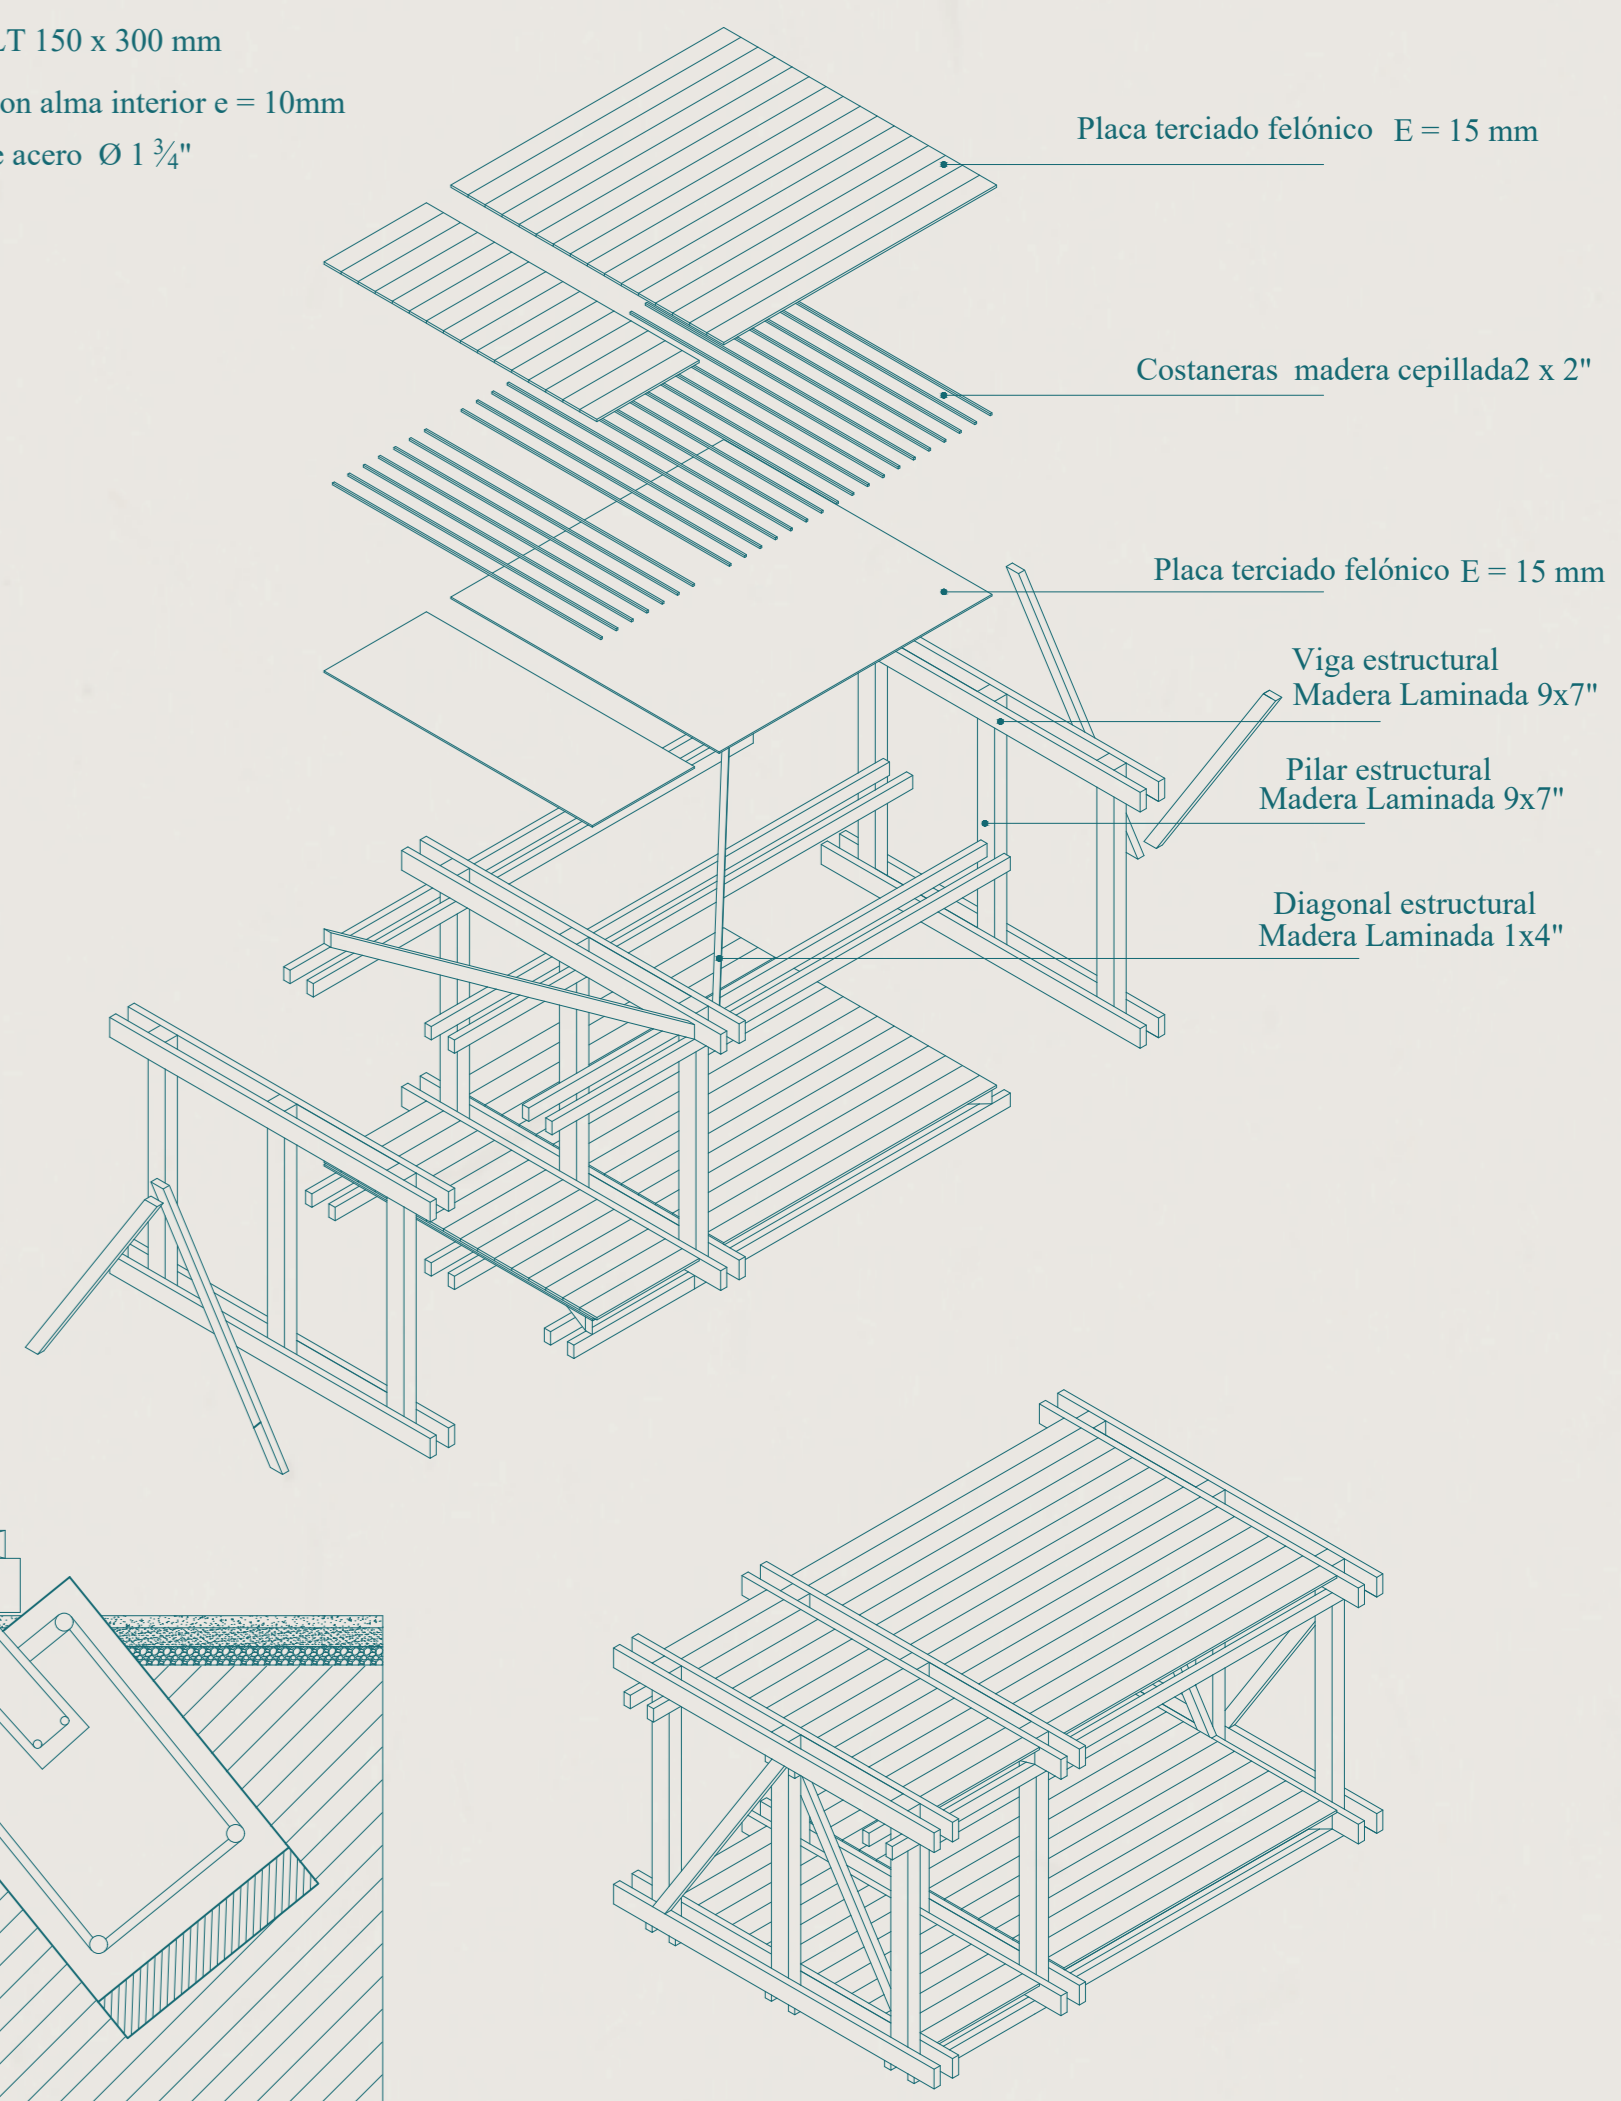 LT 150 x 300 mm
on alma interior e = 10mm
e acero Ø 1 ¾"
Placa terciado felónico E = 15 mm
Costaneras madera cepillada2 x 2"
Placa terciado felónico E = 15 mm
Viga estructural
Madera Laminada 9x7"
Pilar estructural
Madera Laminada 9x7"
Diagonal estructural
Madera Laminada 1x4"